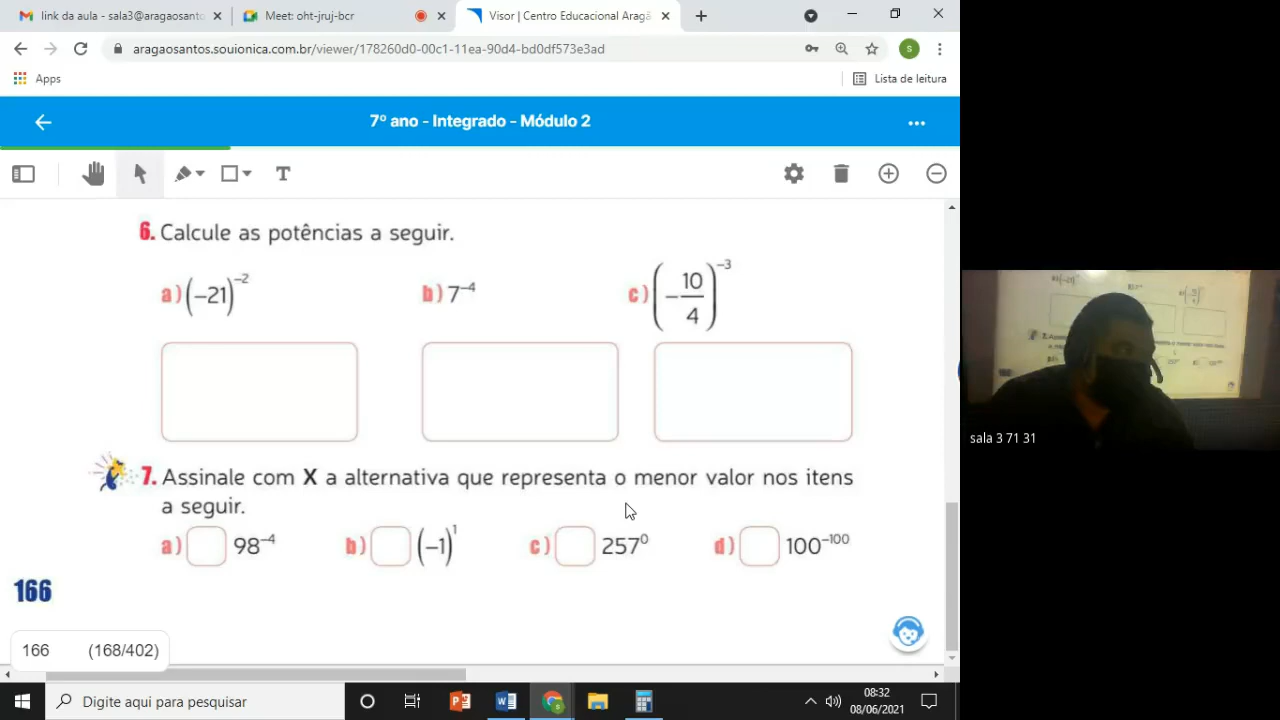 link da aula - sala3@aragaosant
Meet: oht-jruj-bcr
Visor | Centro Educacional Aragã
aragaosantos.souionica.com.br/viewer/178260d0-00c1-11ea-90d4-bd0df573e3ad
s
Apps
Lista de leitura
7º ano - Integrado - Módulo 2
T
6. Calcule as potências a seguir.
a) (−21)⁻² b) 7⁻⁴ c) (−10/4)⁻³
7. Assinale com X a alternativa que representa o menor valor nos itens
a seguir.
a) 98⁻⁴ b) (−1)¹ c) 257⁰ d) 100⁻¹⁰⁰
166
166 (168/402)
sala 3 71 31
Digite aqui para pesquisar
08:32
08/06/2021